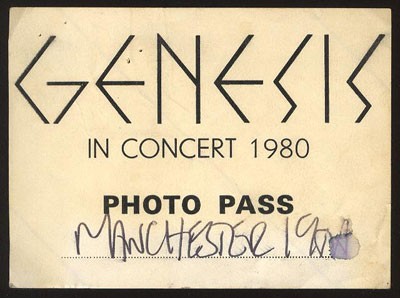 GENESIS
IN CONCERT 1980
PHOTO PASS
MANCHESTER